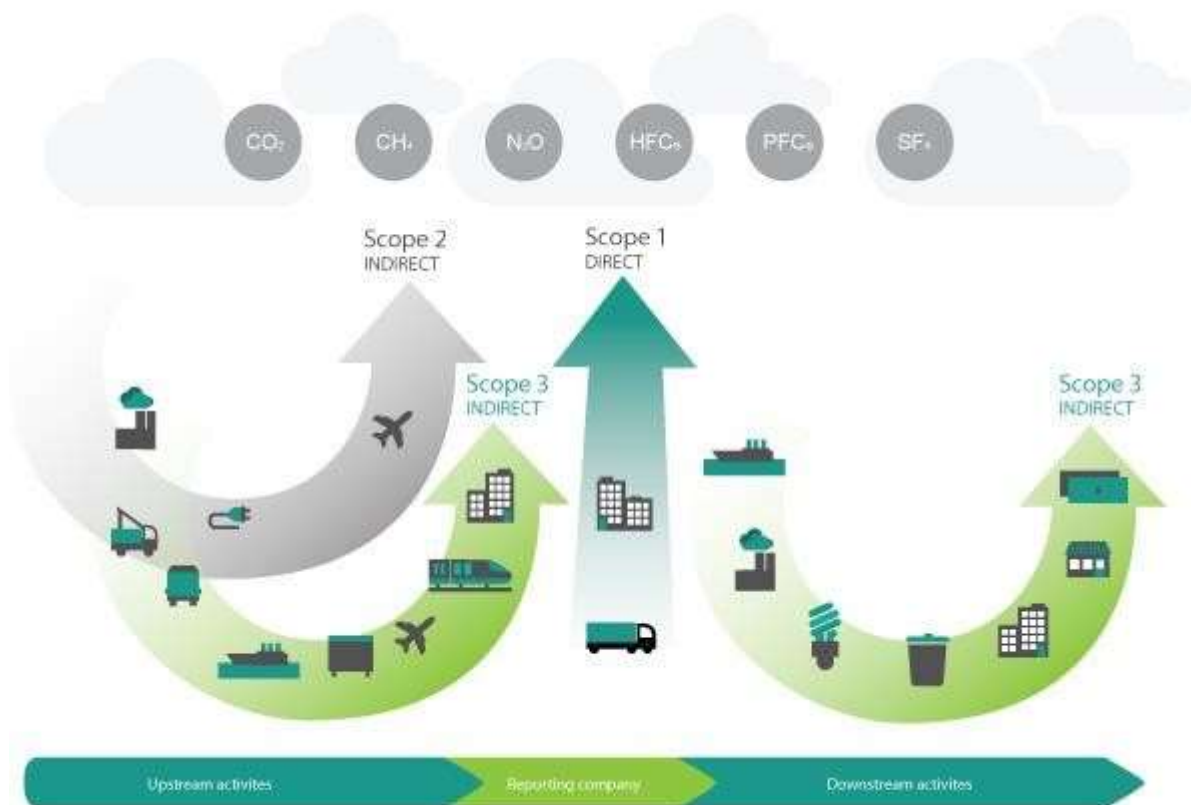 CO₂ CH₄ N₂O HFCₛ PFCₛ SF₆
Scope 2
INDIRECT
Scope 1
DIRECT
Scope 3
INDIRECT
Scope 3
INDIRECT
Upstream activites
Reporting company
Downstream activites